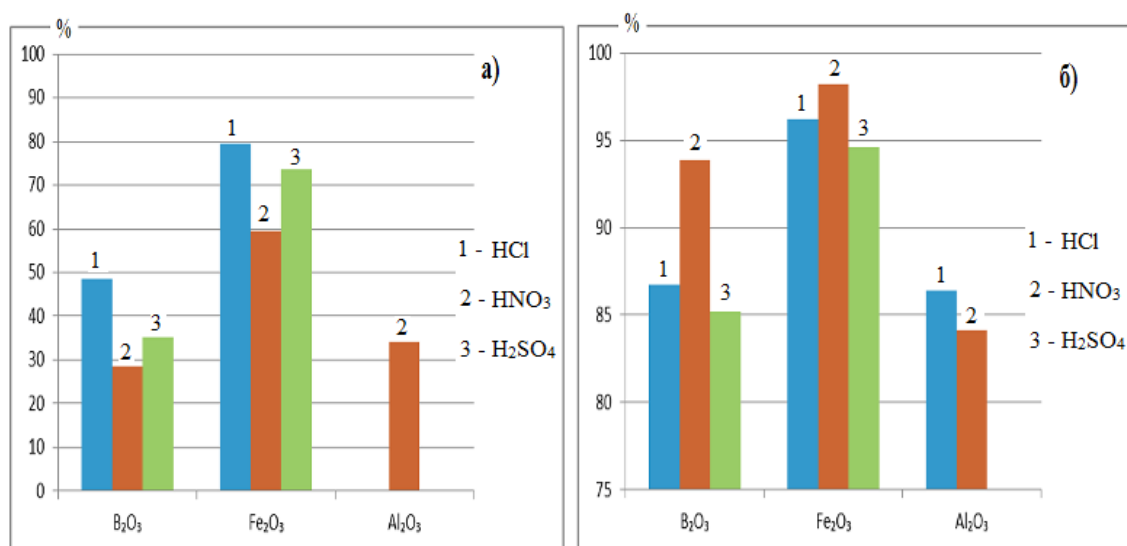 %
а)
100
90
80
70
60
50
40
30
20
10
0
1
2
3
1
2
3
2
B₂O₃
Fe₂O₃
Al₂O₃
1 - HCl
2 - HNO₃
3 - H₂SO₄
%
б)
100
95
90
85
80
75
1
2
3
1
2
3
1
2
B₂O₃
Fe₂O₃
Al₂O₃
1 - HCl
2 - HNO₃
3 - H₂SO₄